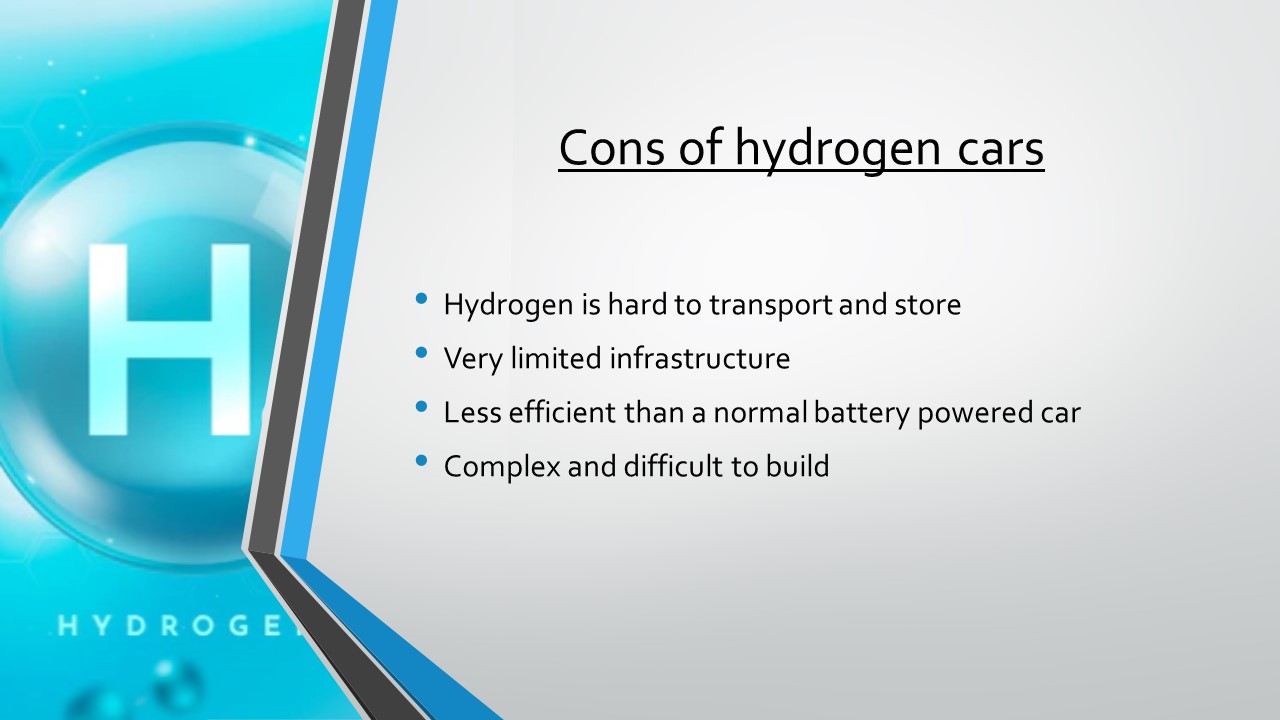 Cons of hydrogen cars
Hydrogen is hard to transport and store
Very limited infrastructure
Less efficient than a normal battery powered car
Complex and difficult to build
H
HYDROGE